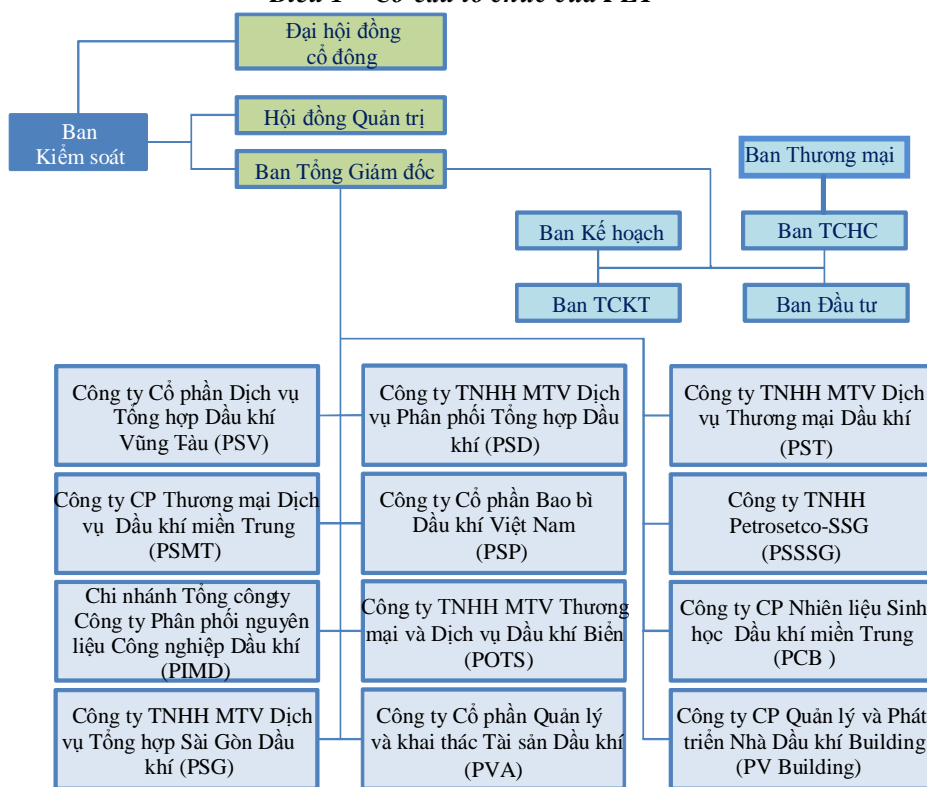 Biểu 1 – Cơ cấu tổ chức của PET
Đại hội đồng
cổ đông
Hội đồng Quản trị
Ban
Kiểm soát
Ban Tổng Giám đốc
Ban Thương mại
Ban Kế hoạch
Ban TCHC
Ban TCKT
Ban Đầu tư
Công ty Cổ phần Dịch vụ
Tổng hợp Dầu khí
Vũng Tàu (PSV)
Công ty TNHH MTV Dịch
vụ Phân phối Tổng hợp Dầu
khí (PSD)
Công ty TNHH MTV Dịch
vụ Thương mại Dầu khí
(PST)
Công ty CP Thương mại Dịch
vụ Dầu khí miền Trung
(PSMT)
Công ty Cổ phần Bao bì
Dầu khí Việt Nam
(PSP)
Công ty TNHH
Petrosetco-SSG
(PSSSG)
Chi nhánh Tổng công ty
Công ty Phân phối nguyên
liệu Công nghiệp Dầu khí
(PIMD)
Công ty TNHH MTV Thương
mại và Dịch vụ Dầu khí Biển
(POTS)
Công ty CP Nhiên liệu Sinh
học Dầu khí miền Trung
(PCB )
Công ty TNHH MTV Dịch
vụ Tổng hợp Sài Gòn Dầu
khí (PSG)
Công ty Cổ phần Quản lý
và khai thác Tài sản Dầu khí
(PVA)
Công ty CP Quản lý và Phát
triển Nhà Dầu khí Building
(PV Building)